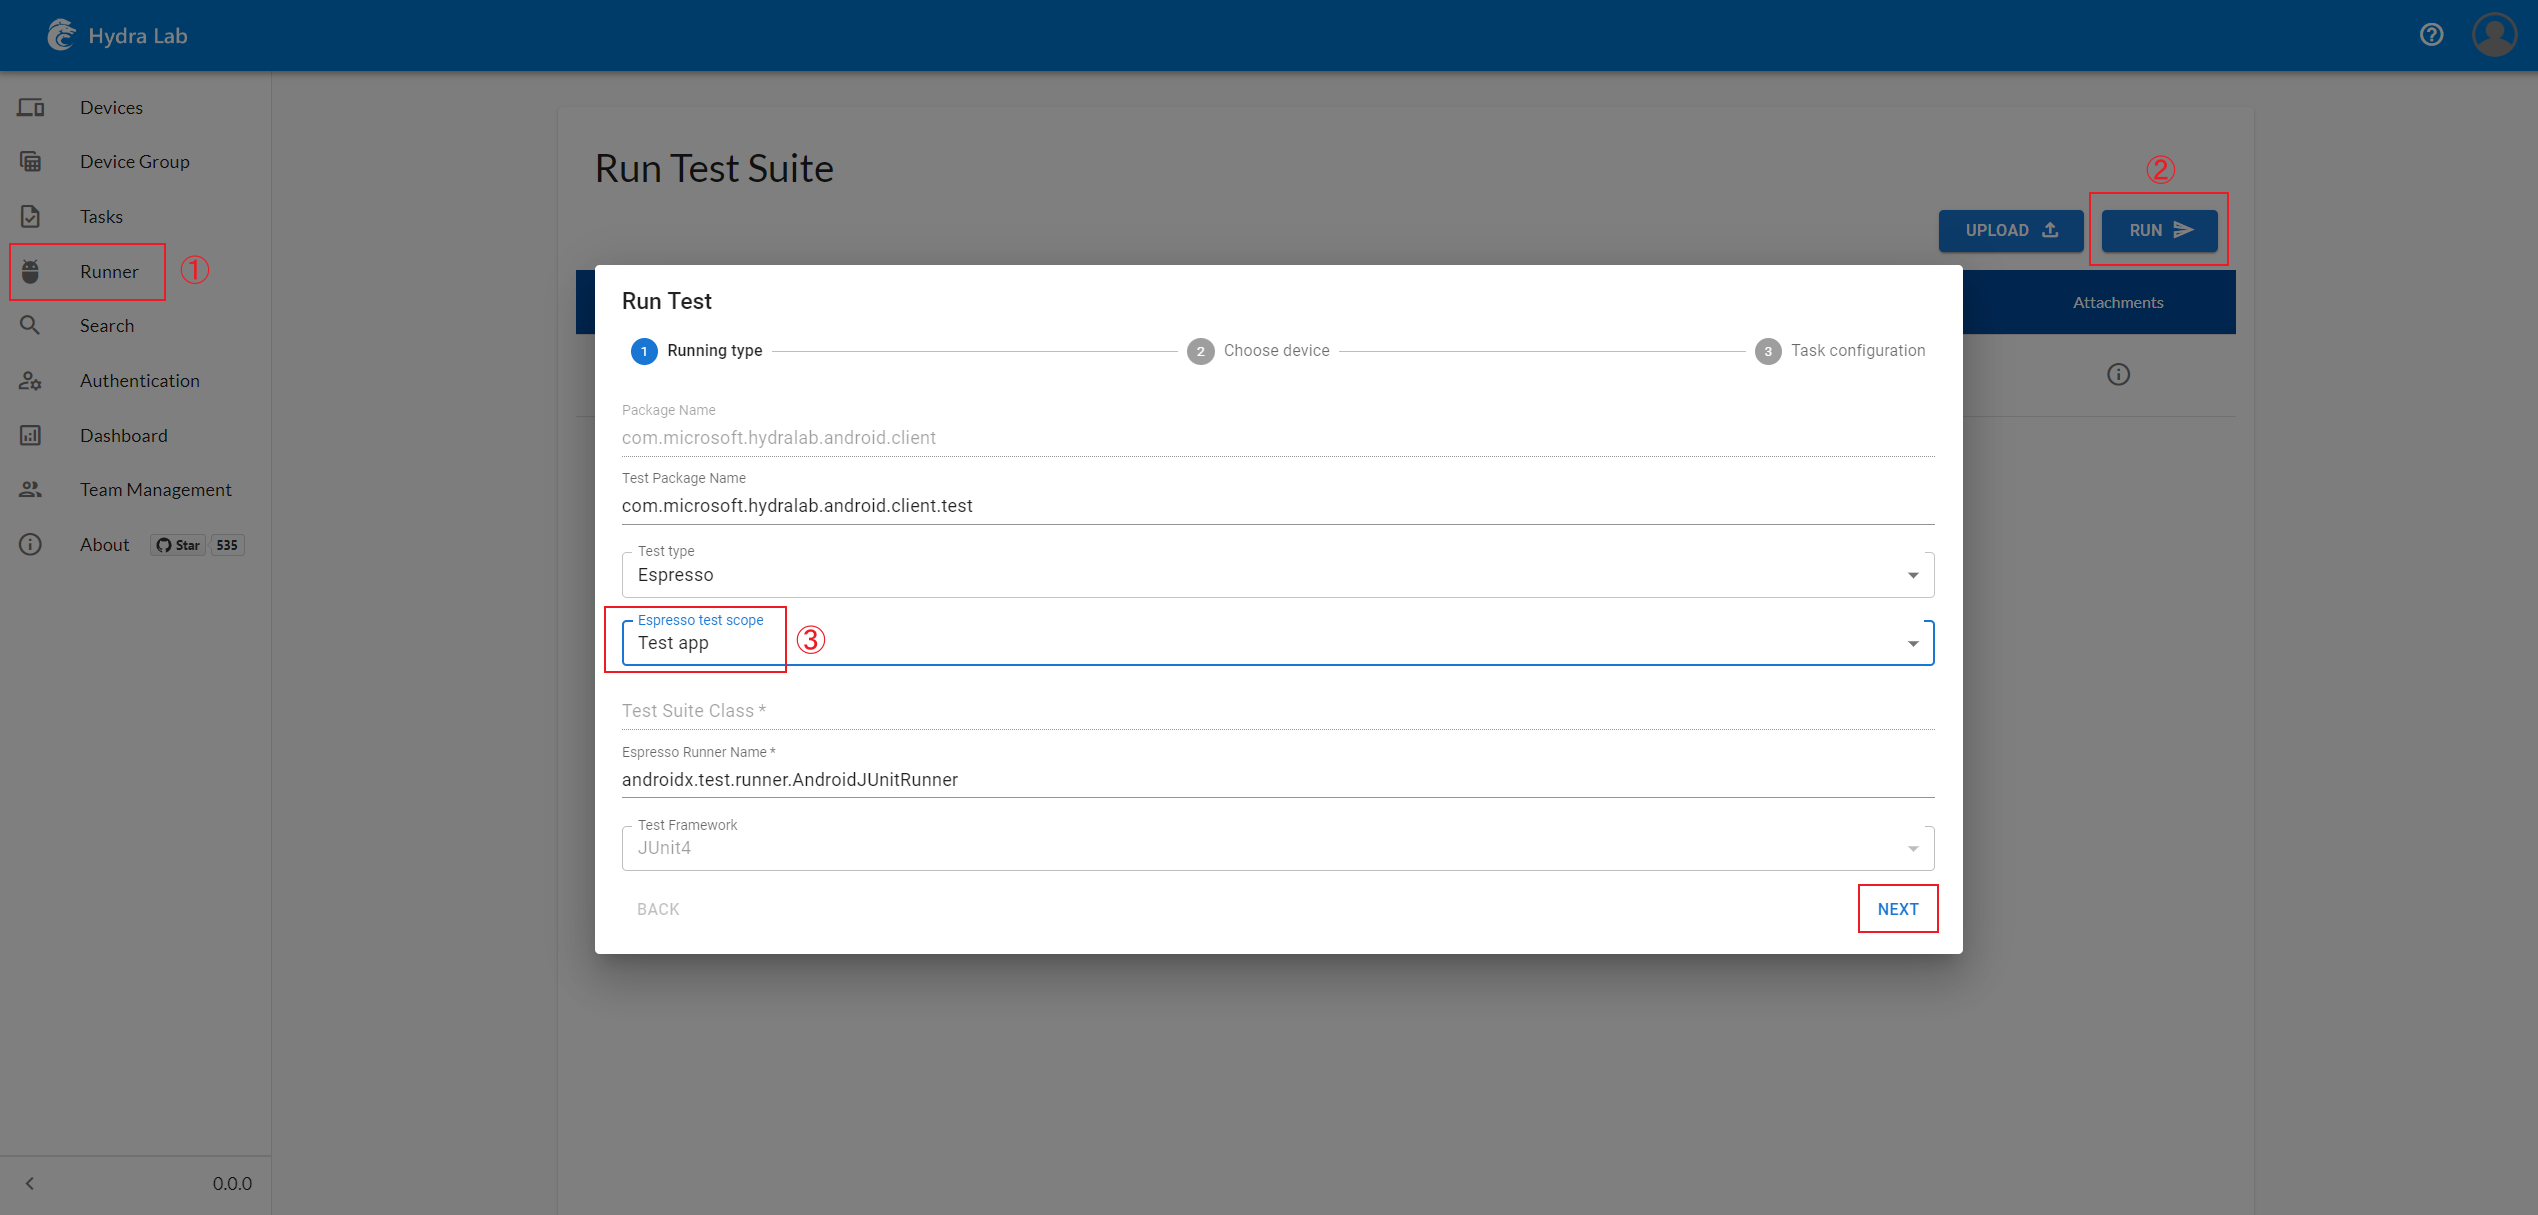 Hydra Lab
Devices
Device Group
Tasks
Runner
①
Search
Authentication
Dashboard
Team Management
About Star 535
0.0.0
Run Test Suite
②
UPLOAD
RUN
Attachments
Run Test
1 Running type
2 Choose device
3 Task configuration
Package Name
com.microsoft.hydralab.android.client
Test Package Name
com.microsoft.hydralab.android.client.test
Test type
Espresso
Espresso test scope
Test app
③
Test Suite Class *
Espresso Runner Name *
androidx.test.runner.AndroidJUnitRunner
Test Framework
JUnit4
BACK
NEXT